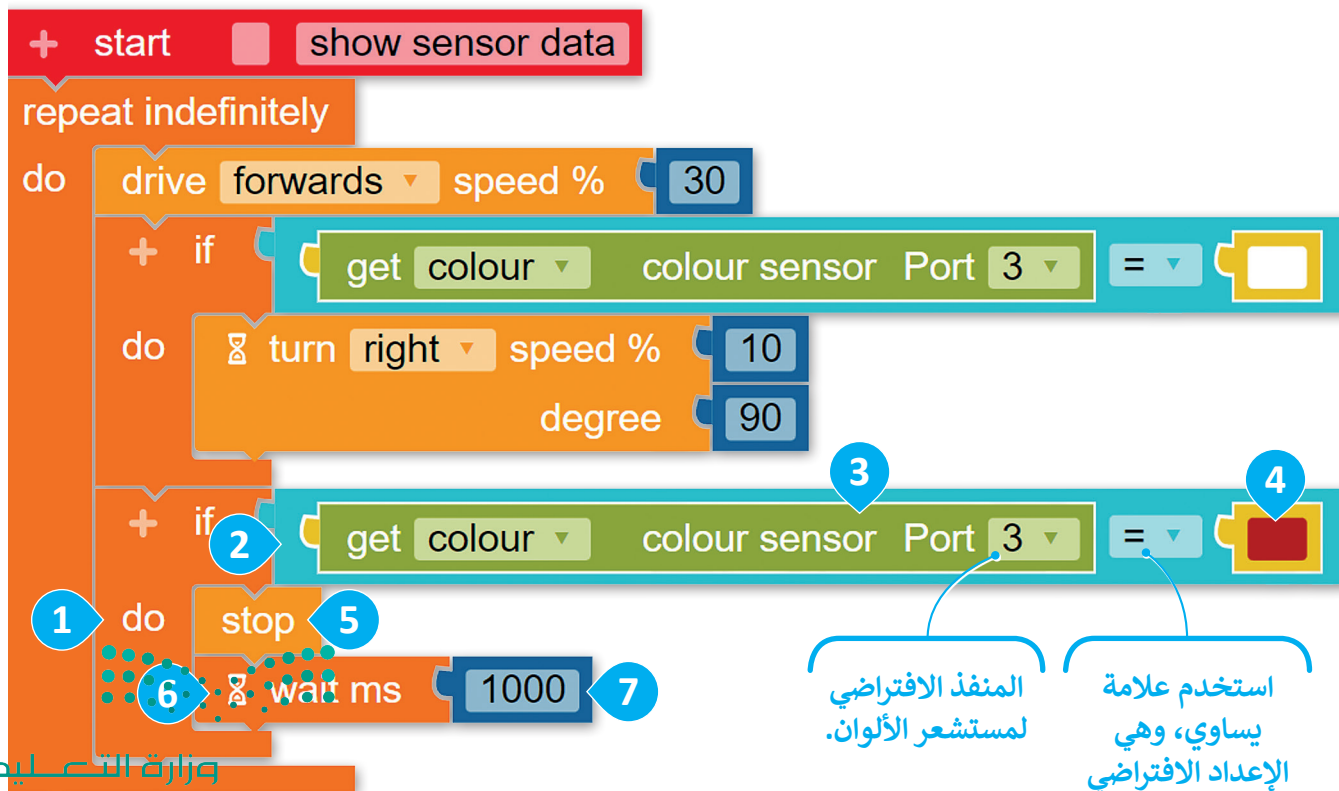 + start show sensor data
repeat indefinitely
do drive forwards speed % 30
+ if get colour colour sensor Port 3 =
do turn right speed % 10
degree 90
3
4
+ if get colour colour sensor Port 3 =
2
1 do stop 5
6 wait ms 1000 7
المنفذ الافتراضي
لمستشعر الألوان.
استخدم علامة
يساوي، وهي
الإعداد الافتراضي
وزارة